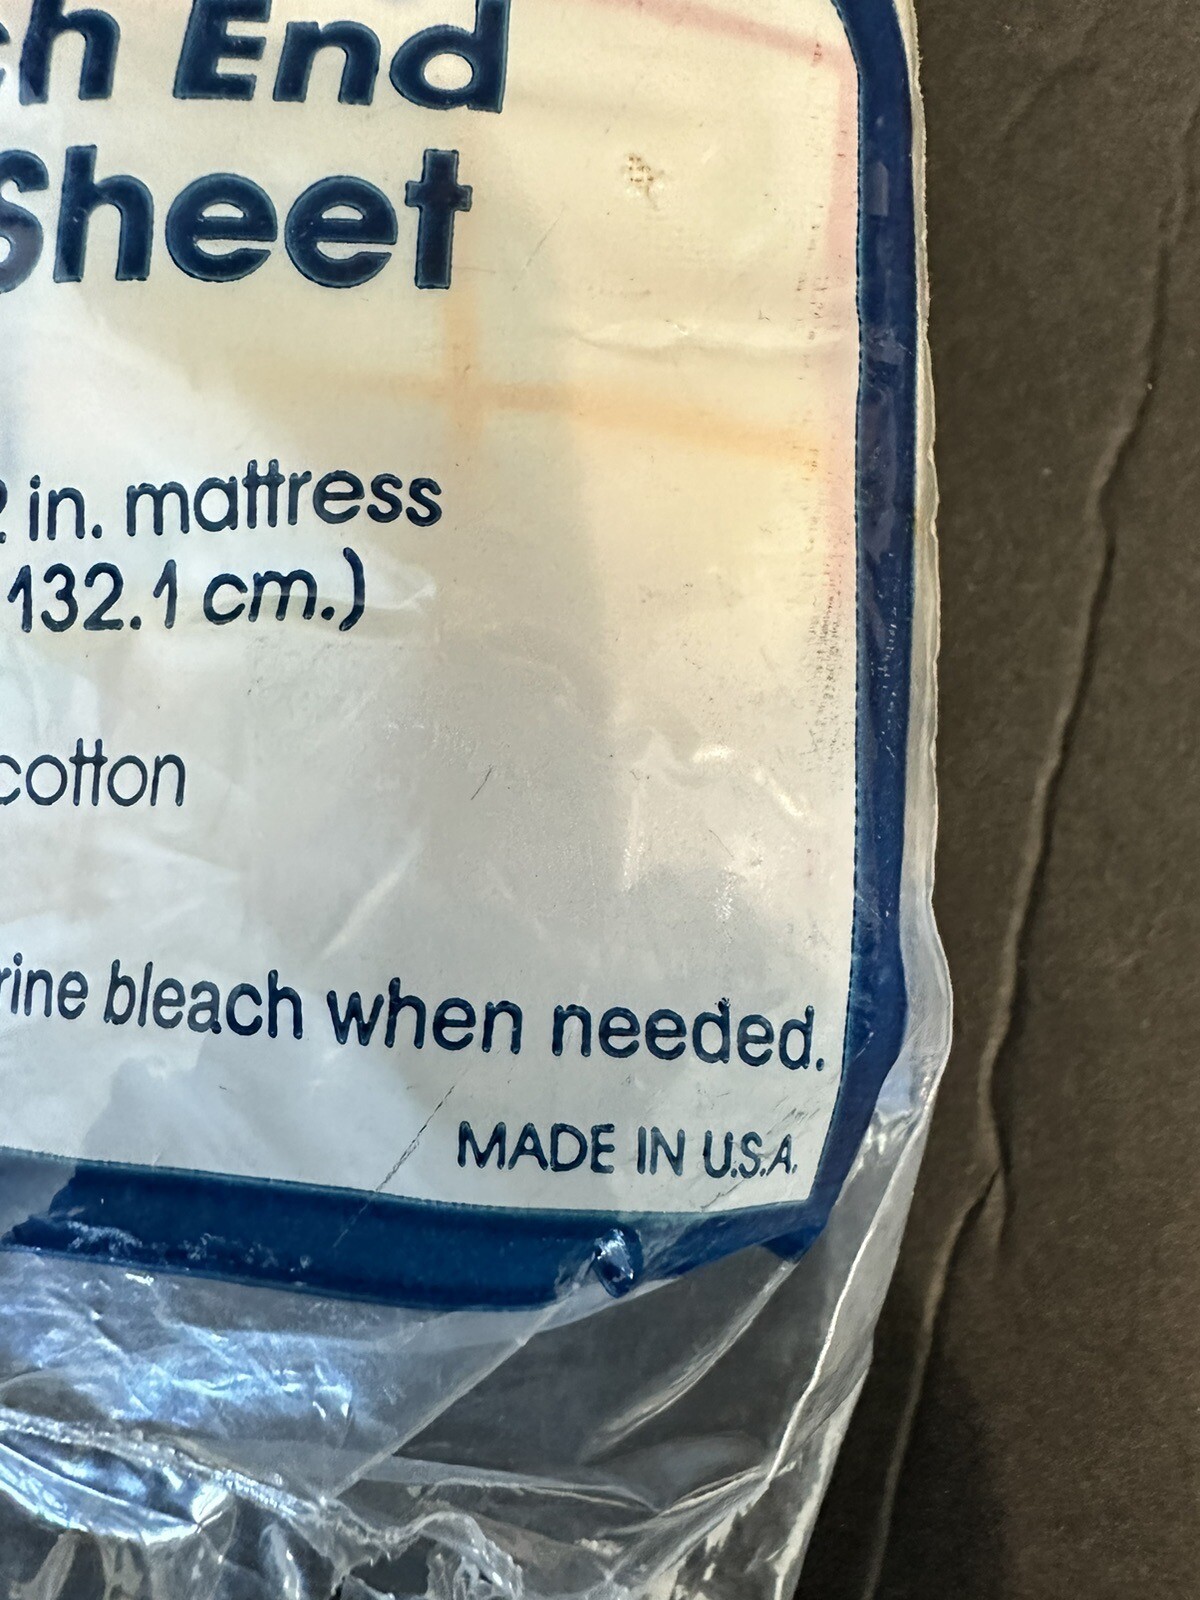 ch End
Sheet
2 in. mattress
132.1 cm.)
cotton
rine bleach when needed.
MADE IN U.S.A.